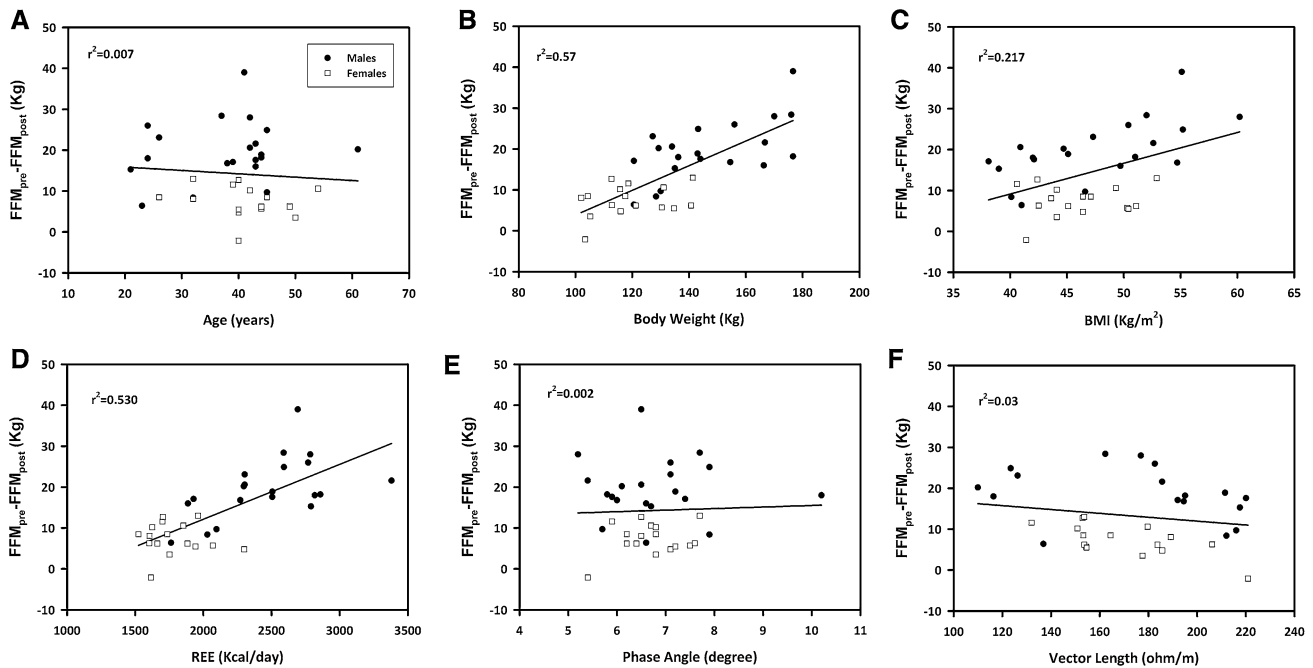 A
FFMpre-FFMpost (Kg)
50
40
30
20
10
0
-10
r²=0.007
Males
Females
10 20 30 40 50 60 70
Age (years)
B
FFMpre-FFMpost (Kg)
50
40
30
20
10
0
-10
r²=0.57
80 100 120 140 160 180 200
Body Weight (Kg)
C
FFMpre-FFMpost (Kg)
50
40
30
20
10
0
-10
r²=0.217
35 40 45 50 55 60 65
BMI (Kg/m²)
D
FFMpre-FFMpost (Kg)
50
40
30
20
10
0
-10
r²=0.530
1000 1500 2000 2500 3000 3500
REE (Kcal/day)
E
FFMpre-FFMpost (Kg)
50
40
30
20
10
0
-10
r²=0.002
4 5 6 7 8 9 10 11
Phase Angle (degree)
F
FFMpre-FFMpost (Kg)
50
40
30
20
10
0
-10
r²=0.03
100 120 140 160 180 200 220 240
Vector Length (ohm/m)